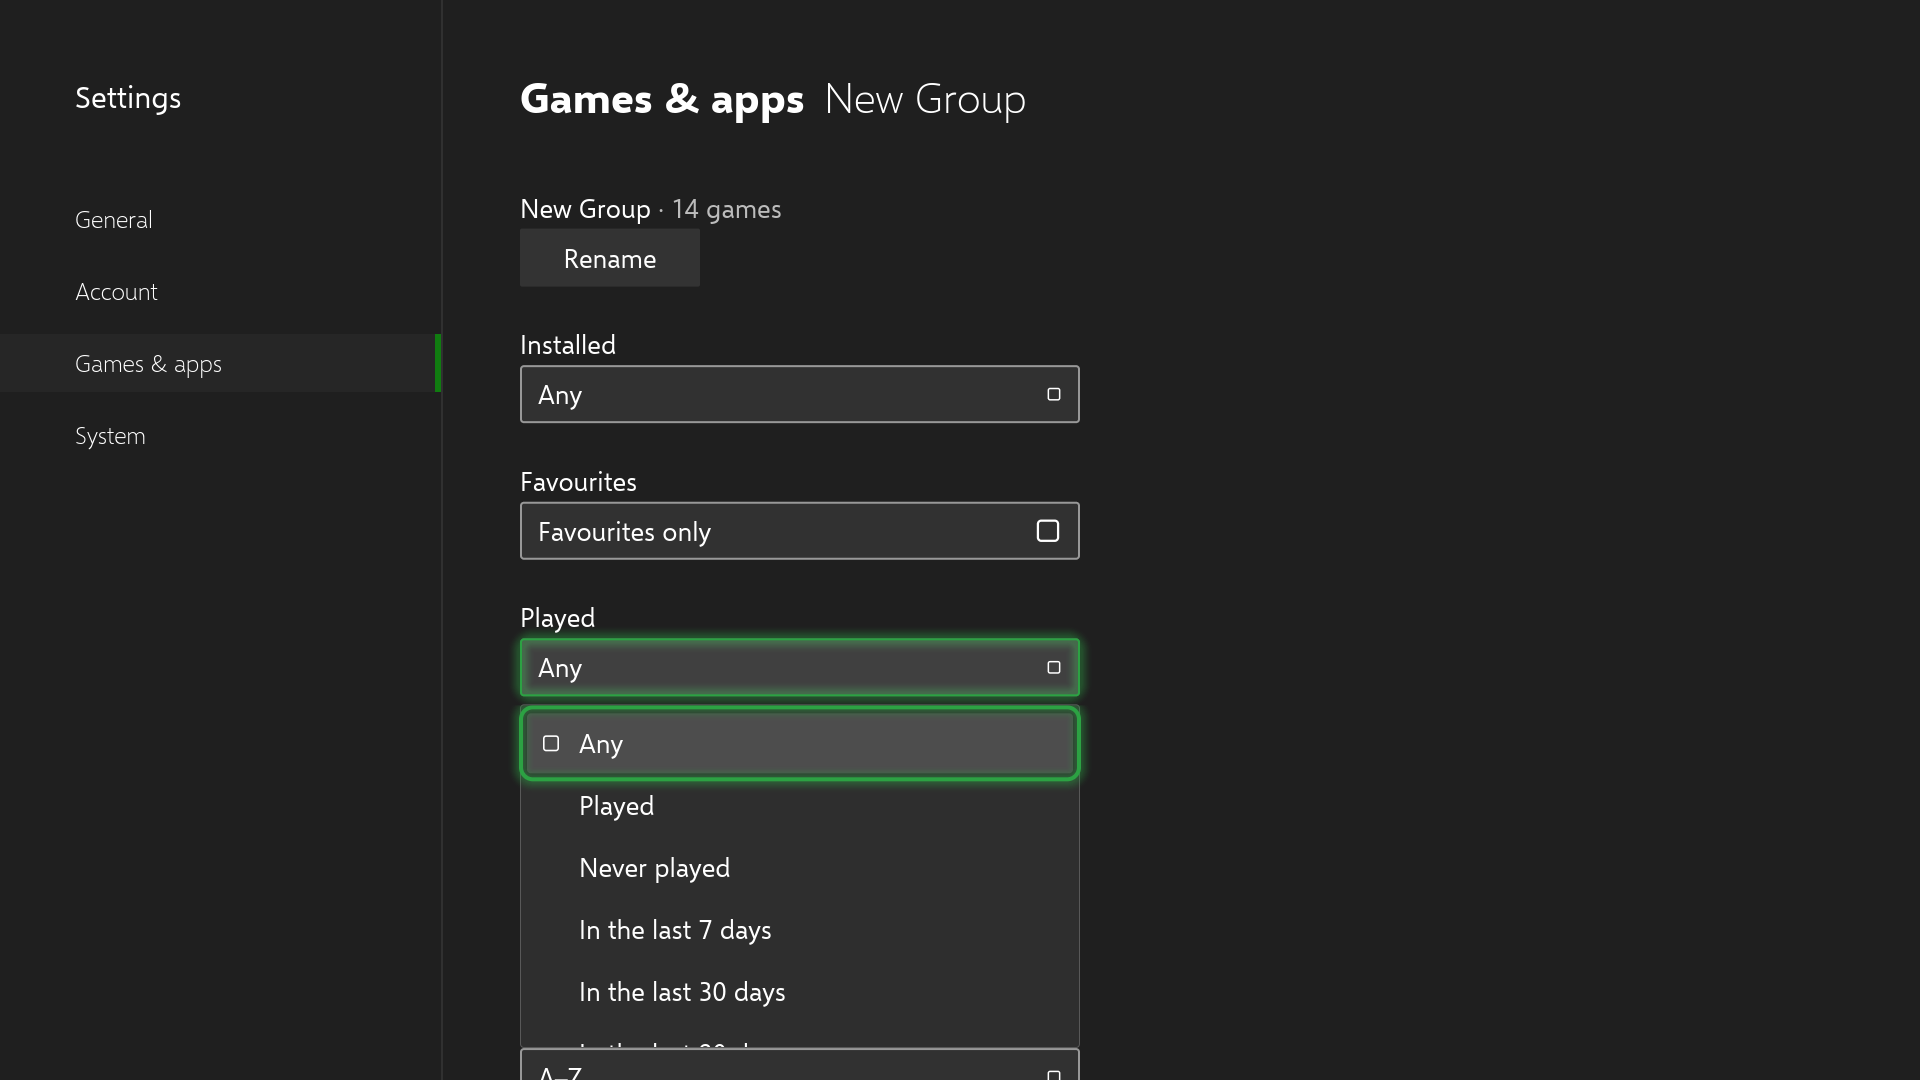 Settings
General
Account
Games & apps
System
Games & apps New Group
New Group · 14 games
Rename
Installed
Any
Favourites
Favourites only
Played
Any
Any
Played
Never played
In the last 7 days
In the last 30 days
A–Z